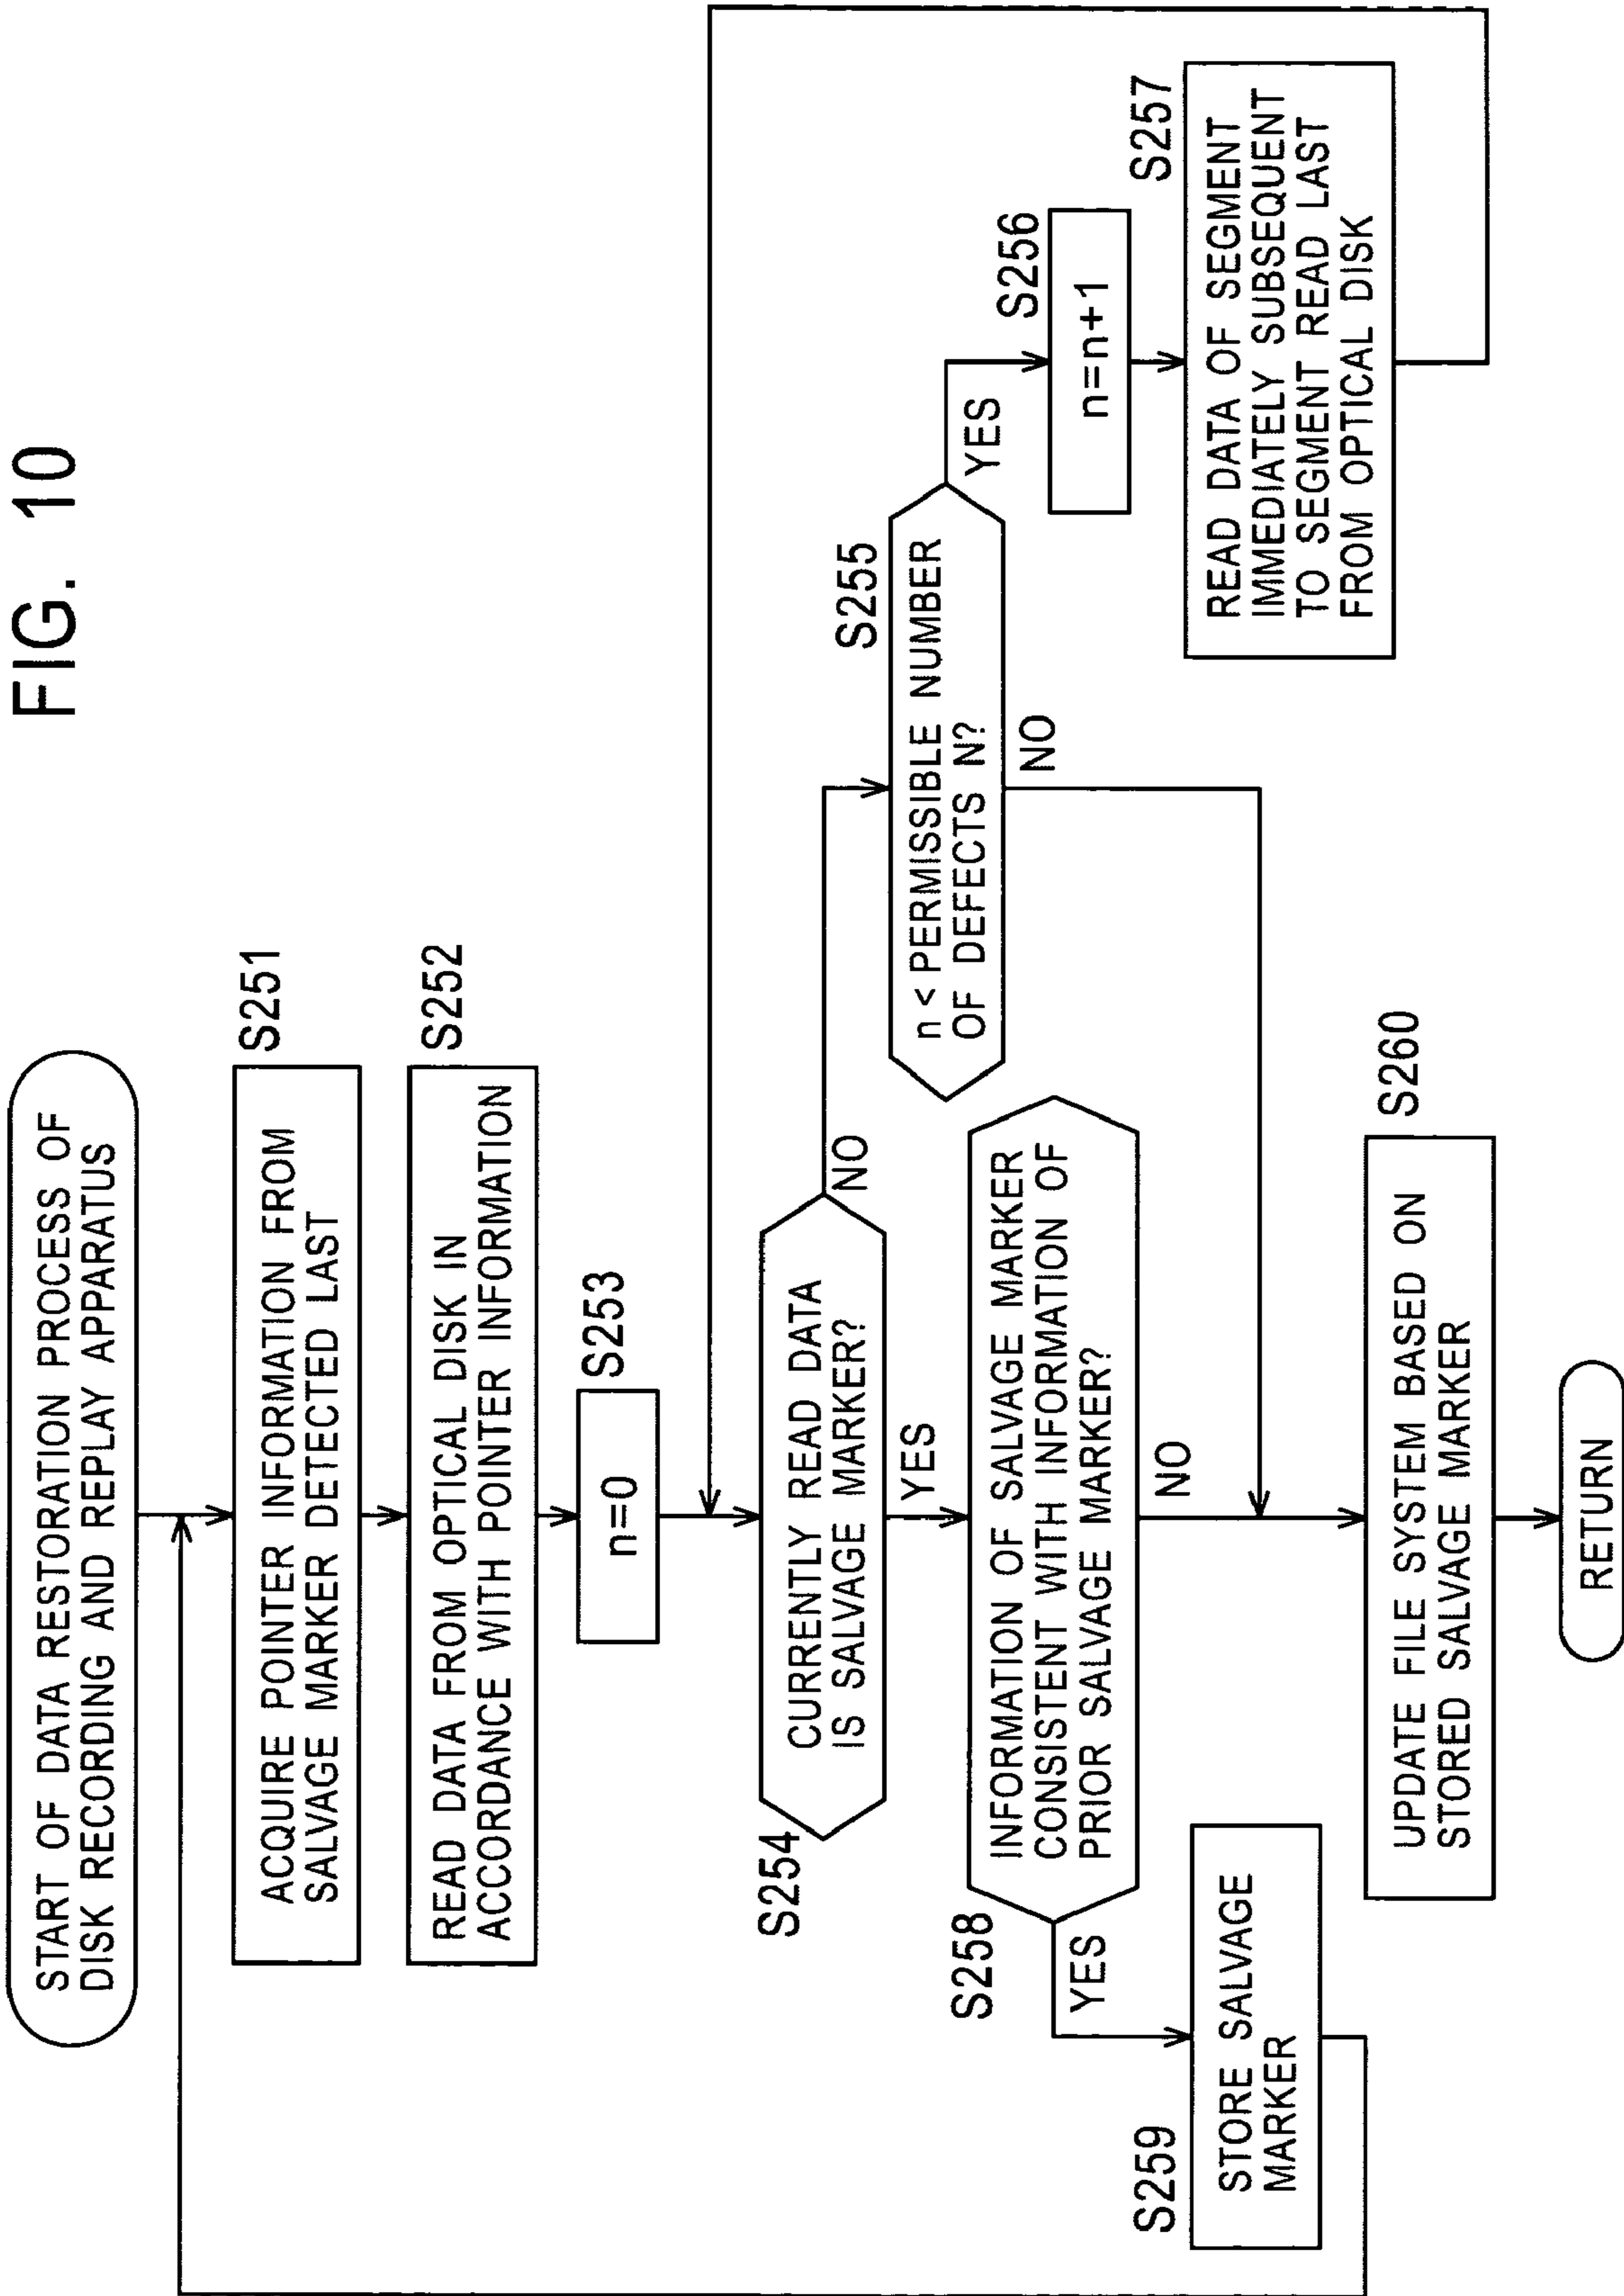 FIG. 10
START OF DATA RESTORATION PROCESS OF
DISK RECORDING AND REPLAY APPARATUS
S251
ACQUIRE POINTER INFORMATION FROM
SALVAGE MARKER DETECTED LAST
S252
READ DATA FROM OPTICAL DISK IN
ACCORDANCE WITH POINTER INFORMATION
S253
n=0
S254
CURRENTLY READ DATA
IS SALVAGE MARKER?
NO
YES
S255
n < PERMISSIBLE NUMBER
OF DEFECTS N?
YES
NO
S256
n=n+1
S257
READ DATA OF SEGMENT
IMMEDIATELY SUBSEQUENT
TO SEGMENT READ LAST
FROM OPTICAL DISK
S258
INFORMATION OF SALVAGE MARKER
CONSISTENT WITH INFORMATION OF
PRIOR SALVAGE MARKER?
YES
NO
S259
STORE SALVAGE
MARKER
S260
UPDATE FILE SYSTEM BASED ON
STORED SALVAGE MARKER
RETURN